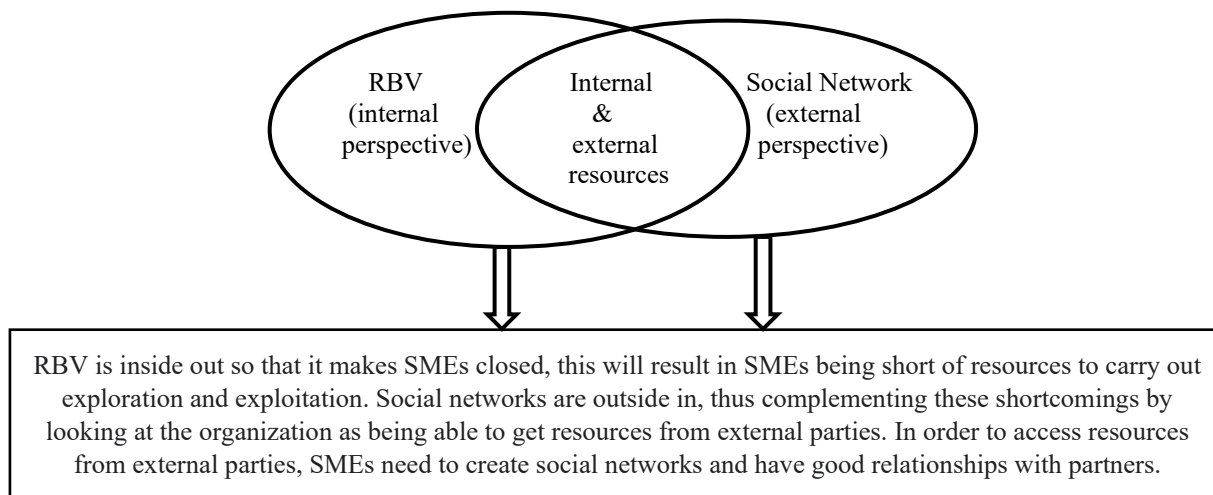 RBV
(internal
perspective)
Internal
&
external
resources
Social Network
(external
perspective)
RBV is inside out so that it makes SMEs closed, this will result in SMEs being short of resources to carry out
exploration and exploitation. Social networks are outside in, thus complementing these shortcomings by
looking at the organization as being able to get resources from external parties. In order to access resources
from external parties, SMEs need to create social networks and have good relationships with partners.